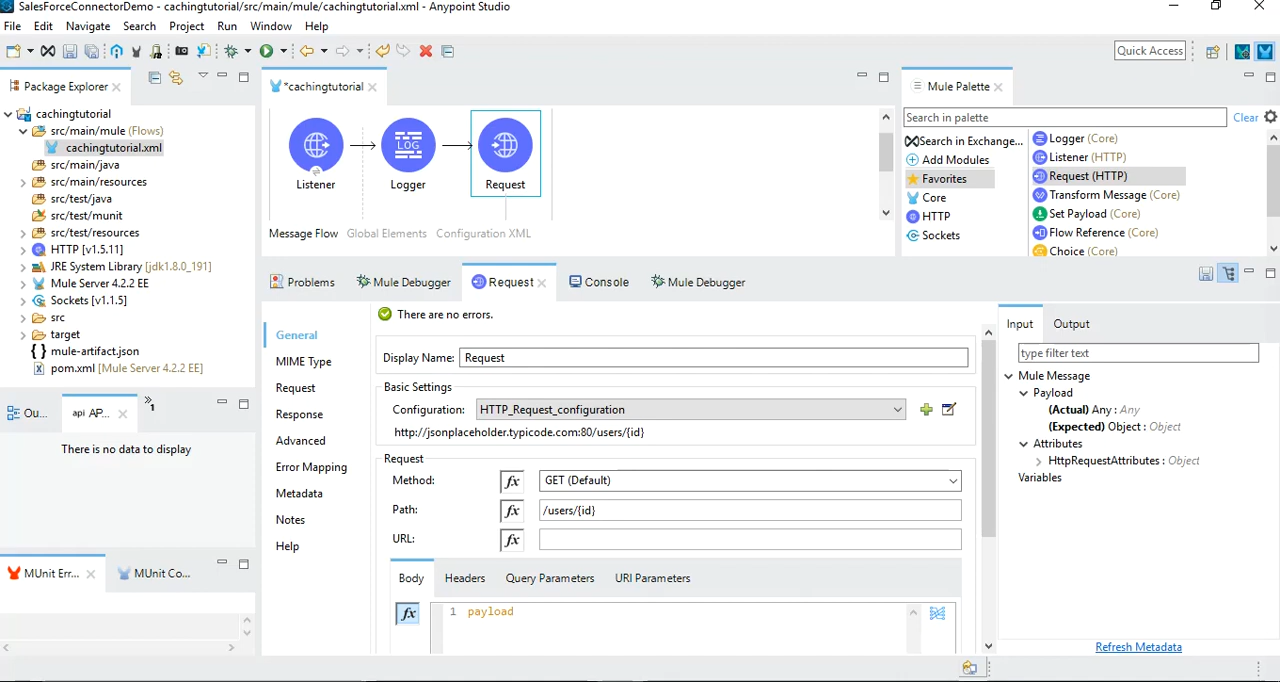 SalesForceConnectorDemo - cachingtutorial/src/main/mule/cachingtutorial.xml - Anypoint Studio
File Edit Navigate Search Project Run Window Help
Quick Access
Package Explorer
cachingtutorial
src/main/mule (Flows)
cachingtutorial.xml
src/main/java
src/main/resources
src/test/java
src/test/munit
src/test/resources
HTTP [v1.5.11]
JRE System Library [jdk1.8.0_191]
Mule Server 4.2.2 EE
Sockets [v1.1.5]
src
target
mule-artifact.json
pom.xml [Mule Server 4.2.2 EE]
Ou... api AP... 1
There is no data to display
MUnit Err... MUnit Co...
*cachingtutorial
LOG
Listener Logger Request
Message Flow Global Elements Configuration XML
Mule Palette
Search in palette Clear
Search in Exchange...
Add Modules
Favorites
Core
HTTP
Sockets
Logger (Core)
Listener (HTTP)
Request (HTTP)
Transform Message (Core)
Set Payload (Core)
Flow Reference (Core)
Choice (Core)
Problems Mule Debugger Request Console Mule Debugger
General
MIME Type
Request
Response
Advanced
Error Mapping
Metadata
Notes
Help
There are no errors.
Display Name: Request
Basic Settings
Configuration: HTTP_Request_configuration
http://jsonplaceholder.typicode.com:80/users/{id}
Request
Method: fx GET (Default)
Path: fx /users/{id}
URL: fx
Body Headers Query Parameters URI Parameters
fx 1 payload
Input Output
type filter text
Mule Message
Payload
(Actual) Any : Any
(Expected) Object : Object
Attributes
HttpRequestAttributes : Object
Variables
Refresh Metadata